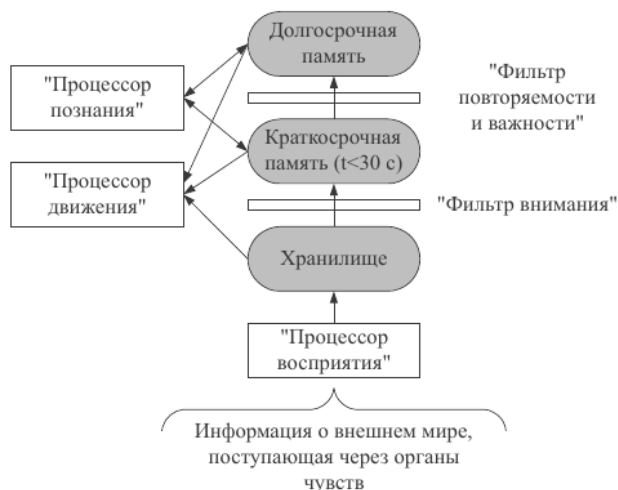 Долгосрочная
память
"Процессор
познания"
"Фильтр
повторяемости
и важности"
Краткосрочная
память (t<30 с)
"Процессор
движения"
"Фильтр внимания"
Хранилище
"Процессор
восприятия"
Информация о внешнем мире,
поступающая через органы
чувств